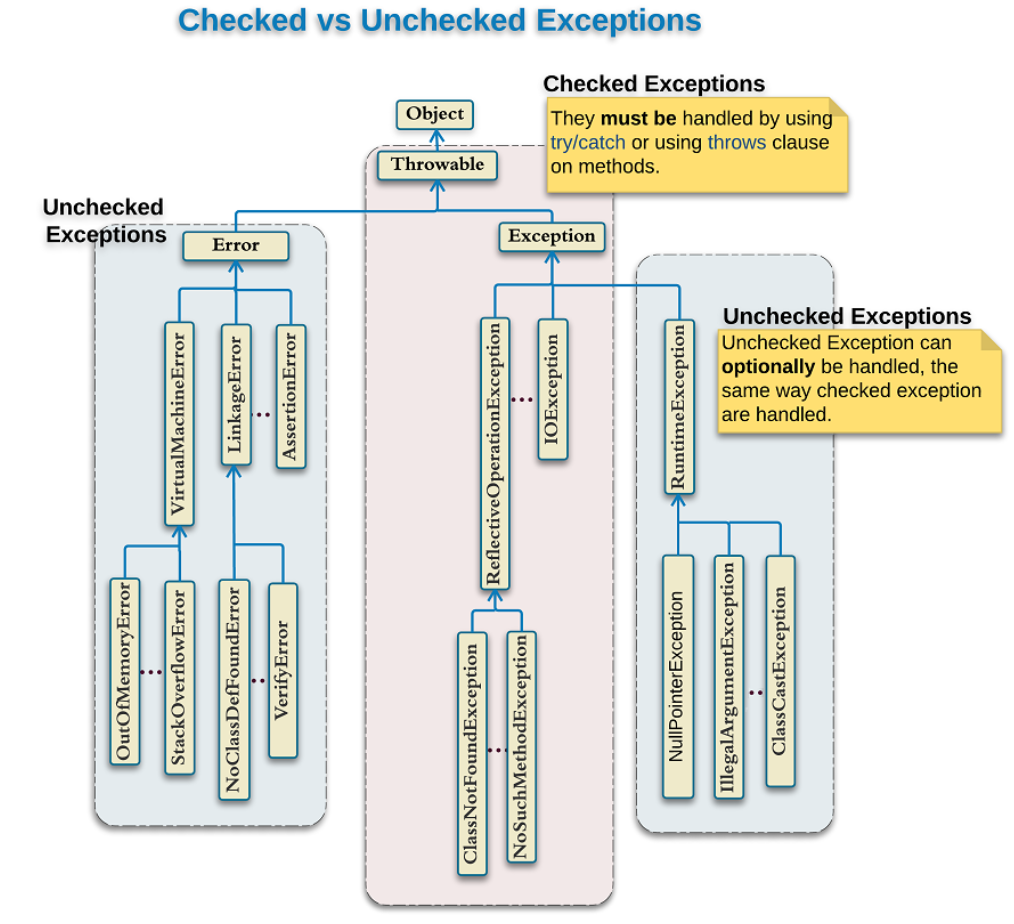 Checked vs Unchecked Exceptions
Checked Exceptions
They must be handled by using
try/catch or using throws clause
on methods.
Object
Throwable
Unchecked
Exceptions
Error
Exception
Unchecked Exceptions
Unchecked Exception can
optionally be handled, the
same way checked exception
are handled.
VirtualMachineError
LinkageError
...
AssertionError
ReflectiveOperationException
...
IOException
RuntimeException
OutOfMemoryError
...
StackOverflowError
NoClassDefFoundError
..
VerifyError
ClassNotFoundException
...
NoSuchMethodException
NullPointerException
IllegalArgumentException
..
ClassCastException